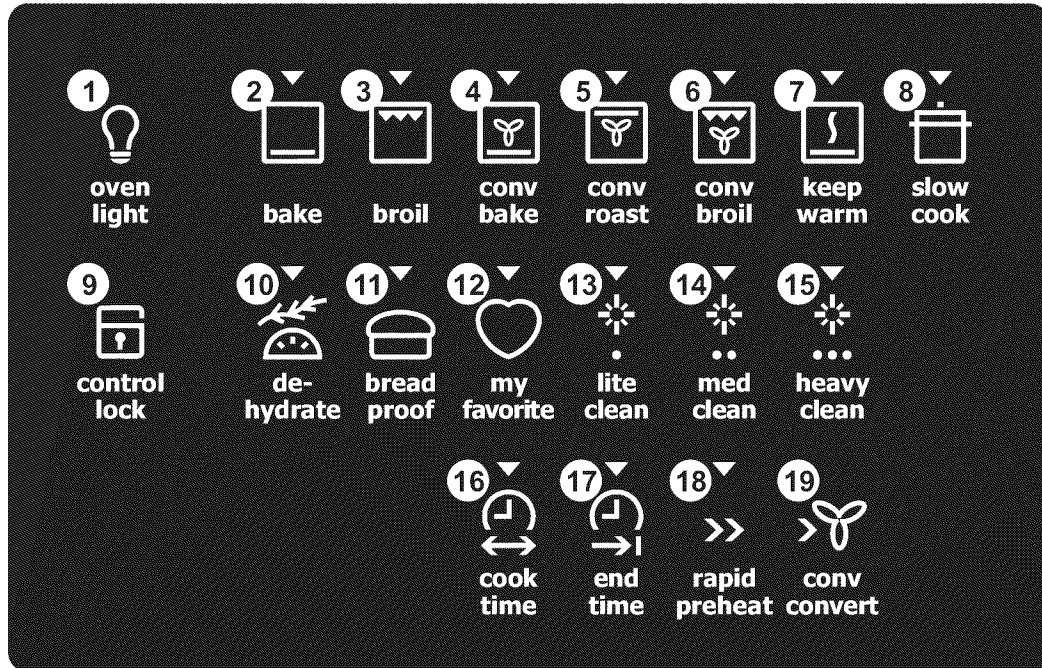 1 2 3 4 5 6 7 8
oven light
bake
broil
conv bake
conv roast
conv broil
keep warm
slow cook
9 10 11 12 13 14 15
control lock
de-hydrate
bread proof
my favorite
lite clean
med clean
heavy clean
16 17 18 19
cook time
end time
rapid preheat
conv convert